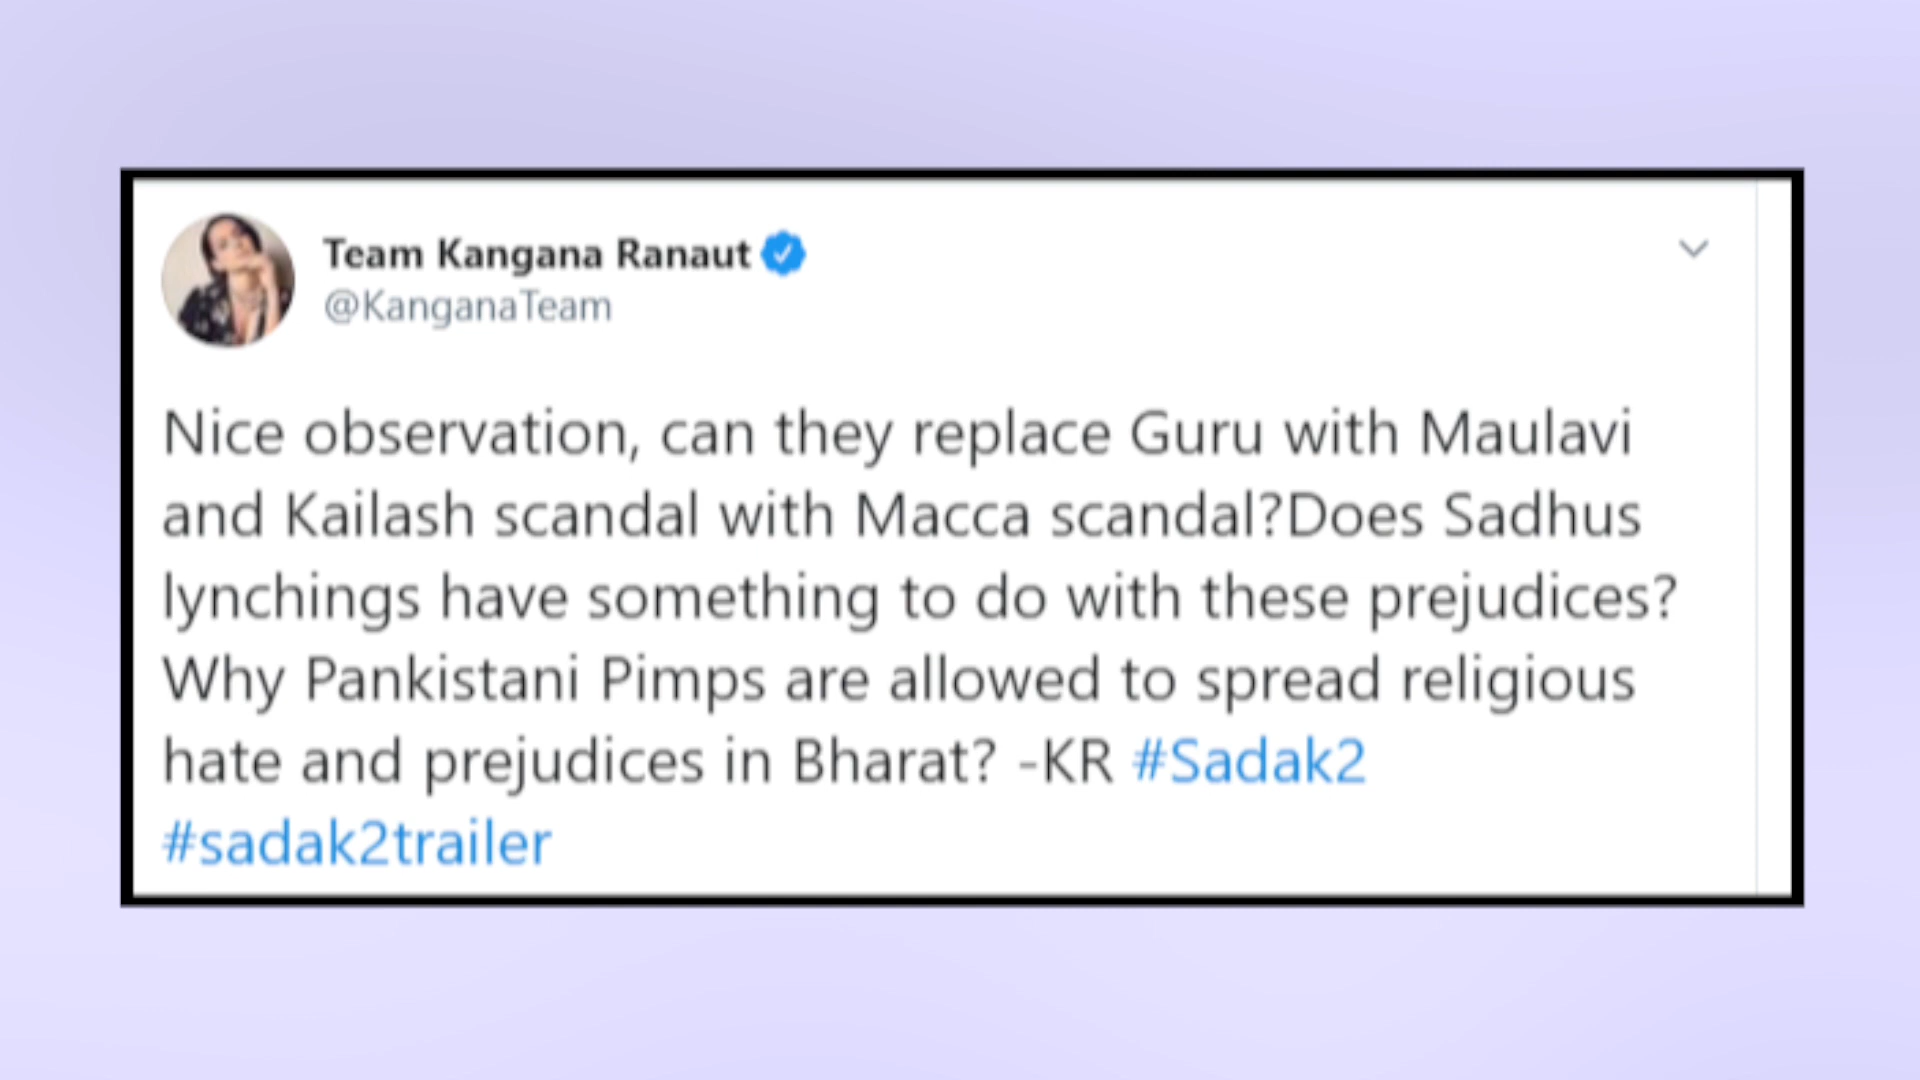 Team Kangana Ranaut
@KanganaTeam
Nice observation, can they replace Guru with Maulavi
and Kailash scandal with Macca scandal?Does Sadhus
lynchings have something to do with these prejudices?
Why Pankistani Pimps are allowed to spread religious
hate and prejudices in Bharat? -KR #Sadak2
#sadak2trailer